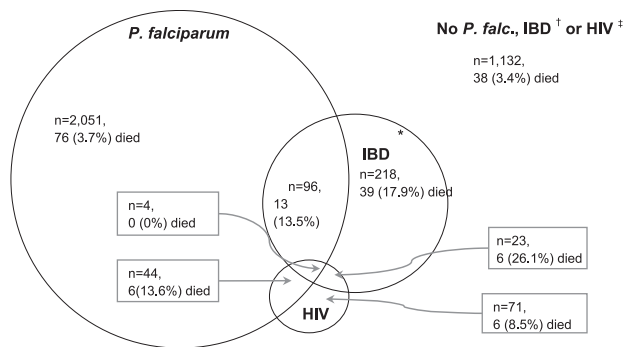 P. falciparum
No P. falc., IBD † or HIV ‡
n=1,132,
38 (3.4%) died
n=2,051,
76 (3.7%) died
*
IBD
n=218,
39 (17.9%) died
n=96,
13
(13.5%)
n=4,
0 (0%) died
n=23,
6 (26.1%) died
n=44,
6(13.6%) died
n=71,
6 (8.5%) died
HIV